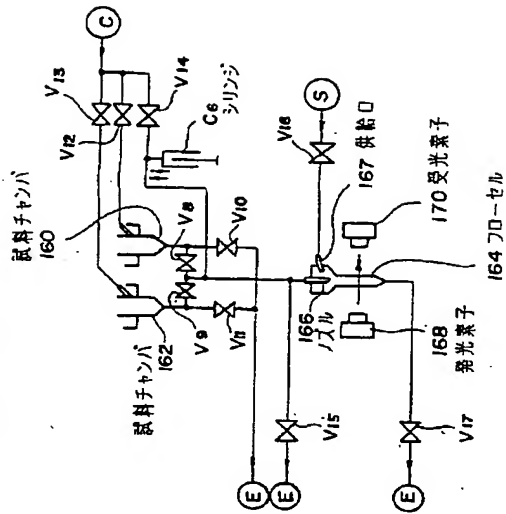 C
V13
V12
V14
C6
シリンジ
試料チャンバ
160
V8
V10
V9
162
V11
試料チャンバ
S
V16
167 供給口
166
ノズル
170 受光素子
164 フローセル
168
発光素子
V15
V17
E
E
E